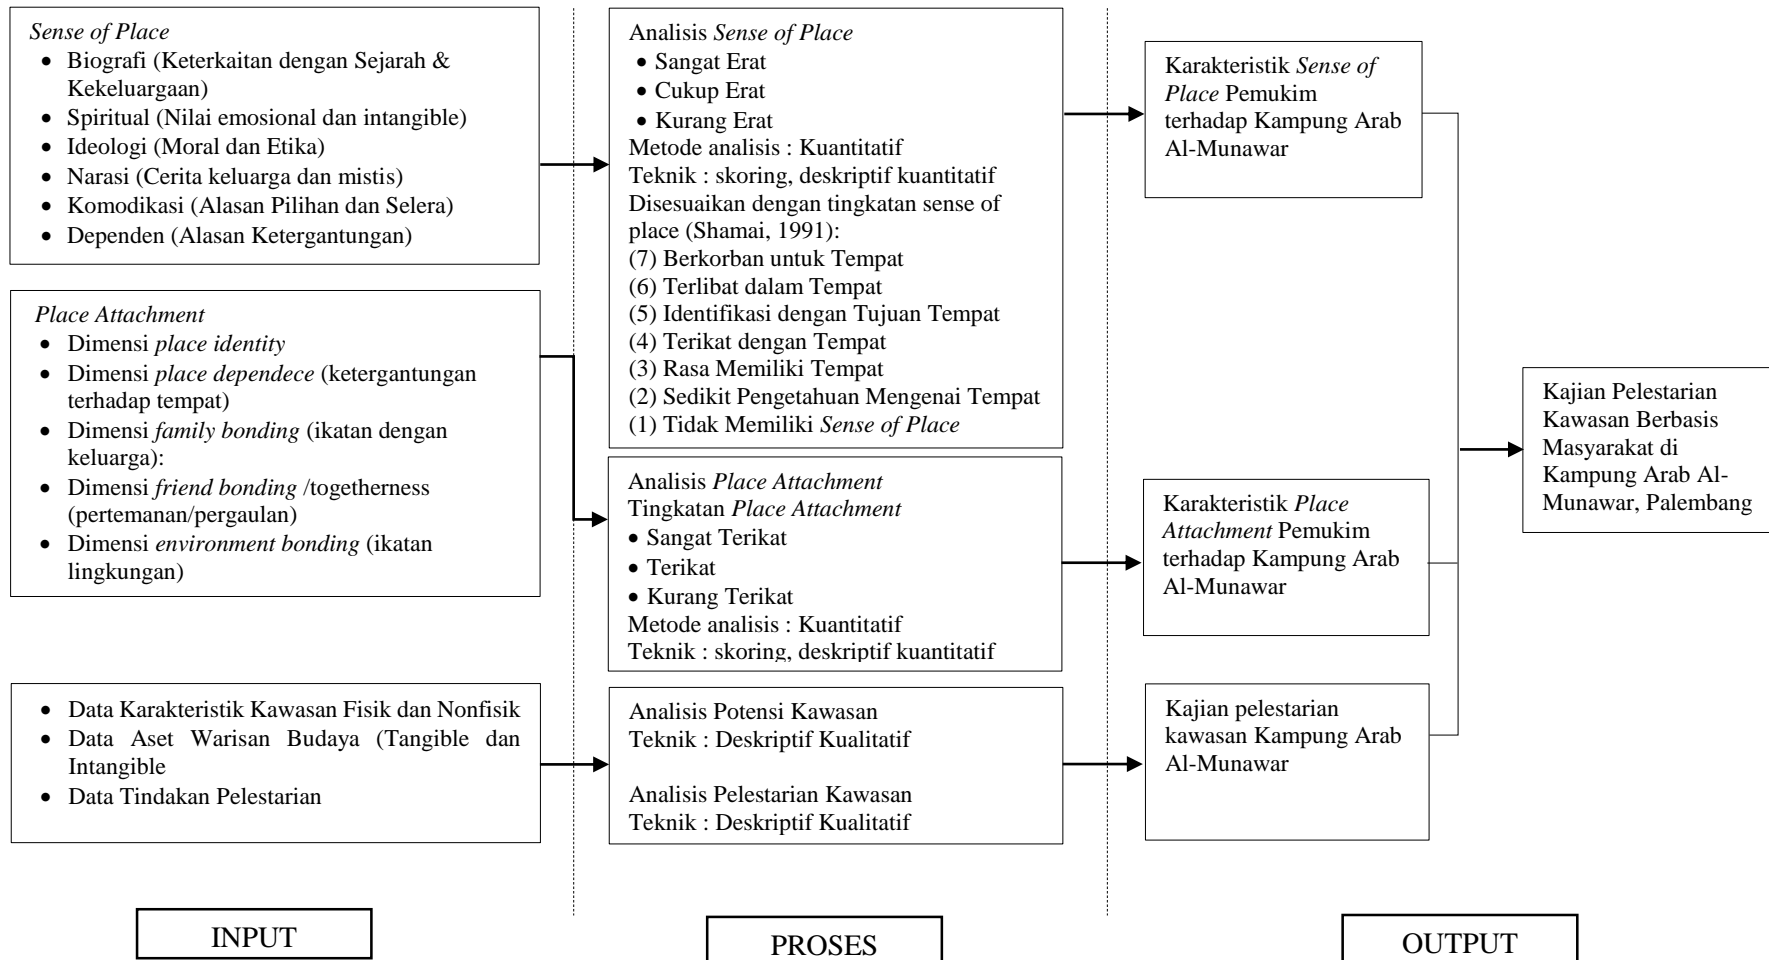 Sense of Place
• Biografi (Keterkaitan dengan Sejarah &
Kekeluargaan)
• Spiritual (Nilai emosional dan intangible)
• Ideologi (Moral dan Etika)
• Narasi (Cerita keluarga dan mistis)
• Komodikasi (Alasan Pilihan dan Selera)
• Dependen (Alasan Ketergantungan)
Place Attachment
• Dimensi place identity
• Dimensi place dependece (ketergantungan
terhadap tempat)
• Dimensi family bonding (ikatan dengan
keluarga):
• Dimensi friend bonding /togetherness
(pertemanan/pergaulan)
• Dimensi environment bonding (ikatan
lingkungan)
• Data Karakteristik Kawasan Fisik dan Nonfisik
• Data Aset Warisan Budaya (Tangible dan
Intangible
• Data Tindakan Pelestarian
INPUT
Analisis Sense of Place
• Sangat Erat
• Cukup Erat
• Kurang Erat
Metode analisis : Kuantitatif
Teknik : skoring, deskriptif kuantitatif
Disesuaikan dengan tingkatan sense of
place (Shamai, 1991):
(7) Berkorban untuk Tempat
(6) Terlibat dalam Tempat
(5) Identifikasi dengan Tujuan Tempat
(4) Terikat dengan Tempat
(3) Rasa Memiliki Tempat
(2) Sedikit Pengetahuan Mengenai Tempat
(1) Tidak Memiliki Sense of Place
Analisis Place Attachment
Tingkatan Place Attachment
• Sangat Terikat
• Terikat
• Kurang Terikat
Metode analisis : Kuantitatif
Teknik : skoring, deskriptif kuantitatif
Analisis Potensi Kawasan
Teknik : Deskriptif Kualitatif
Analisis Pelestarian Kawasan
Teknik : Deskriptif Kualitatif
PROSES
Karakteristik Sense of
Place Pemukim
terhadap Kampung Arab
Al-Munawar
Karakteristik Place
Attachment Pemukim
terhadap Kampung Arab
Al-Munawar
Kajian pelestarian
kawasan Kampung Arab
Al-Munawar
Kajian Pelestarian
Kawasan Berbasis
Masyarakat di
Kampung Arab Al-
Munawar, Palembang
OUTPUT